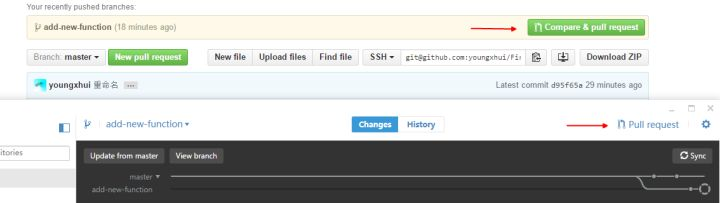 Your recently pushed branches:
add-new-function (18 minutes ago)
Compare & pull request
Branch: master
New pull request
New file
Upload files
Find file
SSH
git@github.com:youngxhui/Fi
Download ZIP
youngxhui 重命名
Latest commit d95f65a 29 minutes ago
add-new-function
Changes
History
Pull request
itories
Update from master
View branch
Sync
master
add-new-function